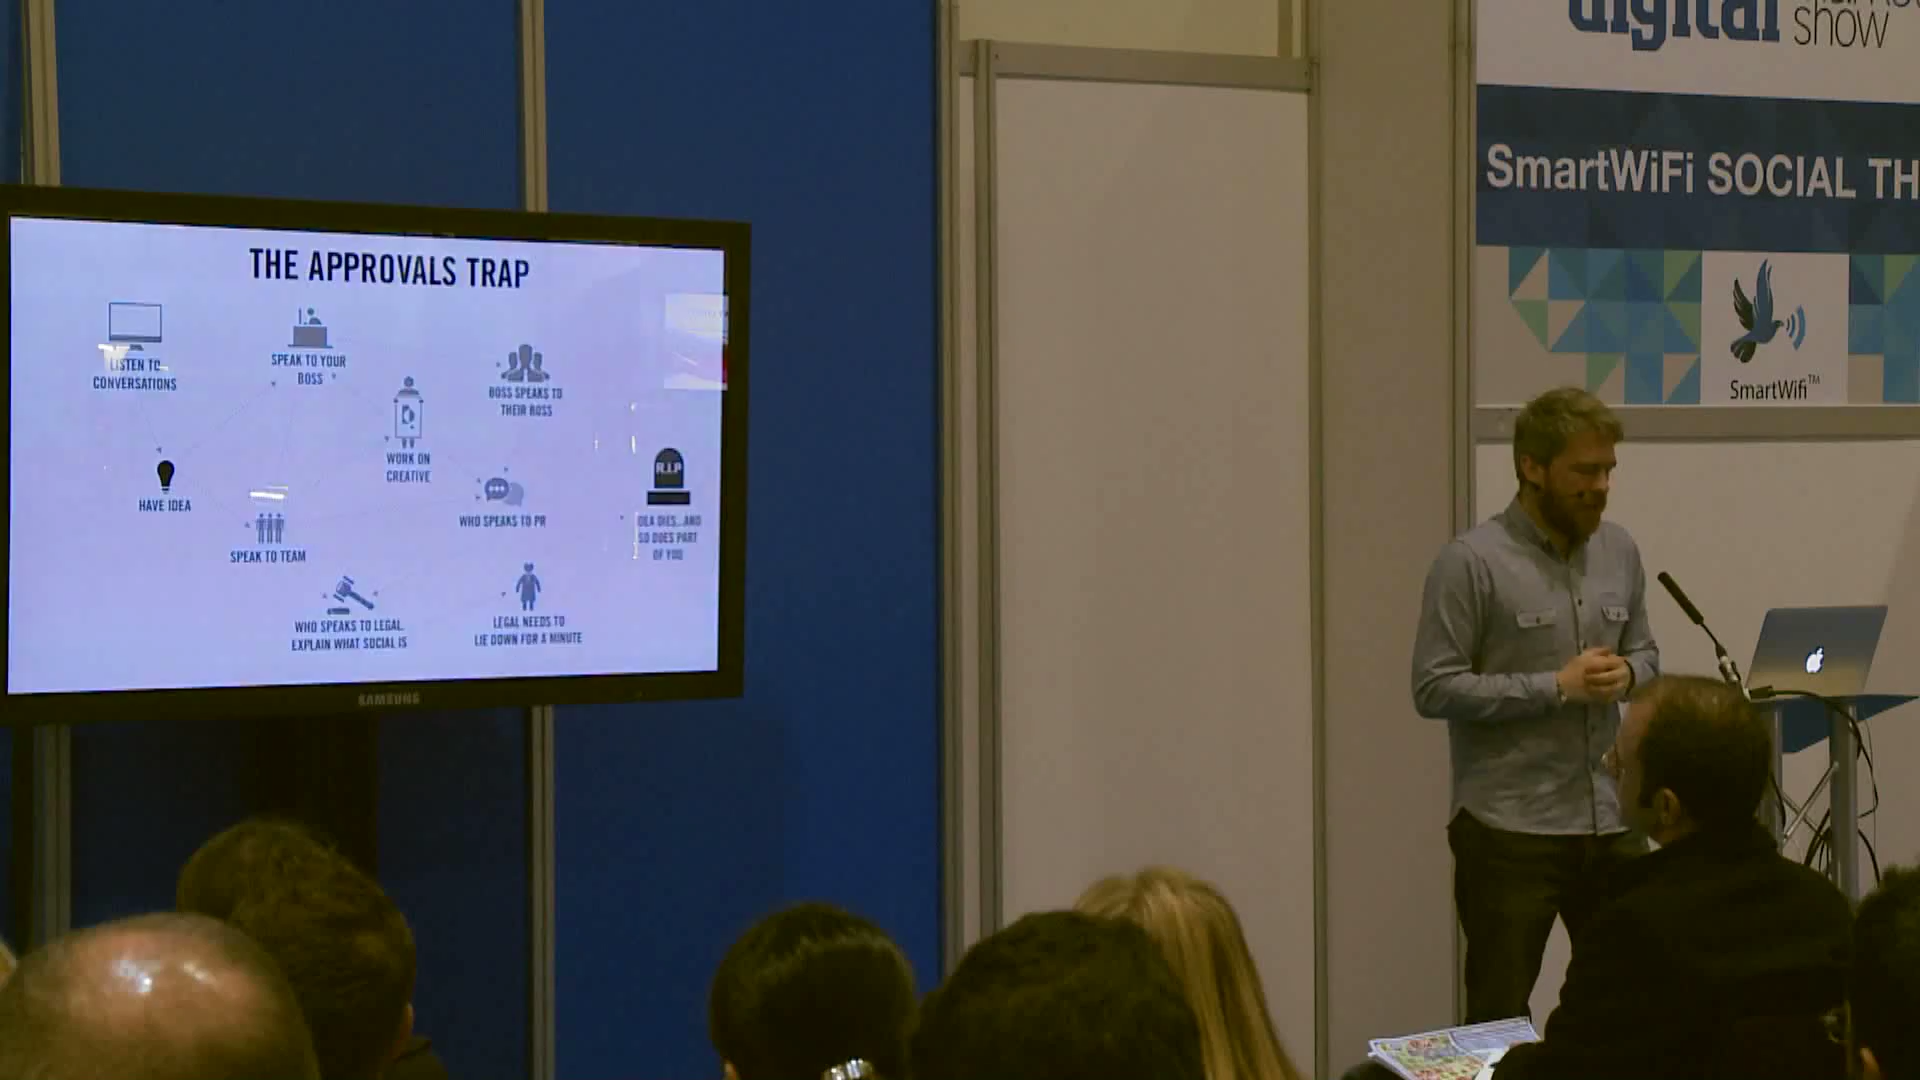 THE APPROVALS TRAP
LISTEN TO
CONVERSATIONS
SPEAK TO YOUR
BOSS
BOSS SPEAKS TO
THEIR BOSS
WORK ON
CREATIVE
HAVE IDEA
SPEAK TO TEAM
WHO SPEAKS TO PR
R.I.P
IDEA DIES...AND
SO DOES PART
OF YOU
WHO SPEAKS TO LEGAL.
EXPLAIN WHAT SOCIAL IS
LEGAL NEEDS TO
LIE DOWN FOR A MINUTE
SAMSUNG
digital
show
SmartWiFi SOCIAL TH
SmartWifi™